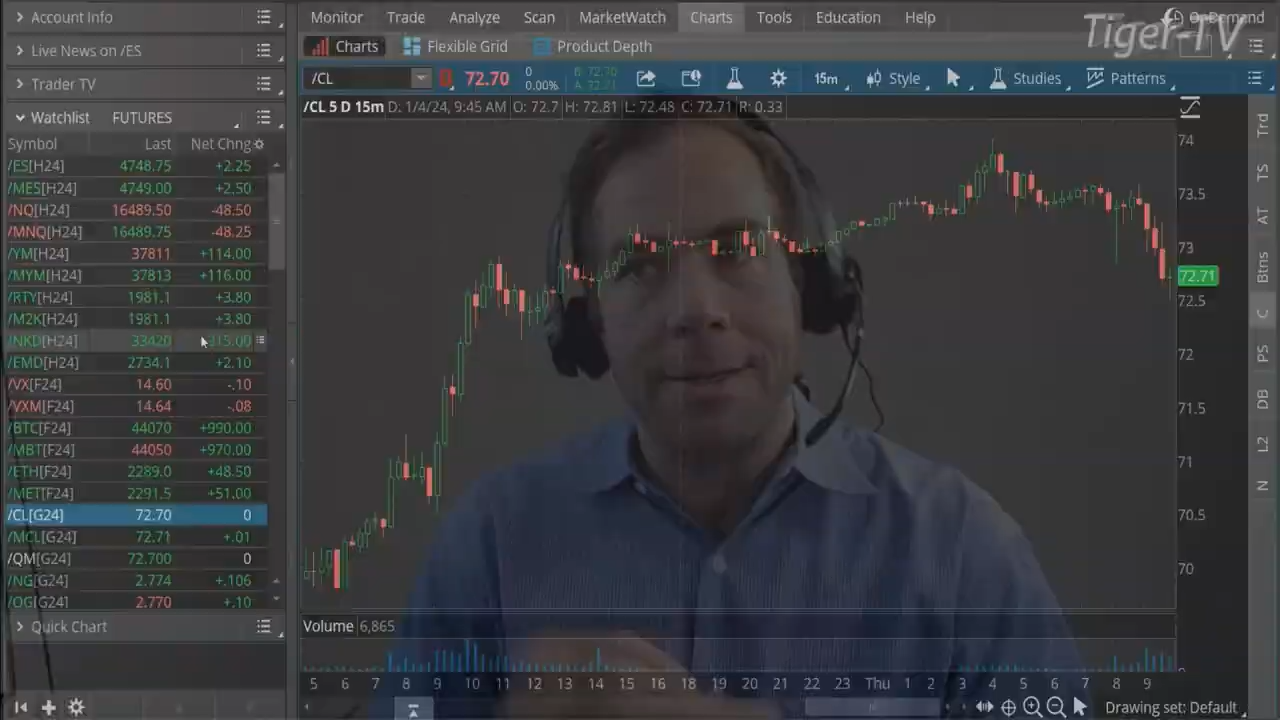 Account Info
Monitor Trade Analyze Scan MarketWatch Charts Tools Education Help
OnDemand
Tiger-TV
Live News on /ES
Charts Flexible Grid Product Depth
Trader TV
/CL 72.70 0 0.00% B: 72.70 A: 72.71 15m Style Studies Patterns
/CL 5 D 15m D: 1/4/24, 9:45 AM O: 72.7 H: 72.81 L: 72.48 C: 72.71 R: 0.33
Watchlist FUTURES
Symbol Last Net Chng
/ES[H24] 4748.75 +2.25
/MES[H24] 4749.00 +2.50
/NQ[H24] 16489.50 -48.50
/MNQ[H24] 16489.75 -48.25
/YM[H24] 37811 +114.00
/MYM[H24] 37813 +116.00
/RTY[H24] 1981.1 +3.80
/M2K[H24] 1981.1 +3.80
/NKD[H24] 33420 315.00
/EMD[H24] 2734.1 +2.10
/VX[F24] 14.60 -.10
/VXM[F24] 14.64 -.08
/BTC[F24] 44070 +990.00
/MBT[F24] 44050 +970.00
/ETH[F24] 2289.0 +48.50
/MET[F24] 2291.5 +51.00
/CL[G24] 72.70 0
/MCL[G24] 72.71 +.01
/QM[G24] 72.700 0
/NG[G24] 2.774 +.106
/OG[G24] 2.770 +.10
Quick Chart
74
73.5
73
72.71
72.5
72
71.5
71
70.5
70
Volume 6,865
0
5 6 7 8 9 10 11 12 13 14 15 16 18 19 20 21 22 23 Thu 1 2 3 4 5 6 7 8 9
Drawing set: Default
Trd
TS
AT
Btns
C
PS
DB
L2
N